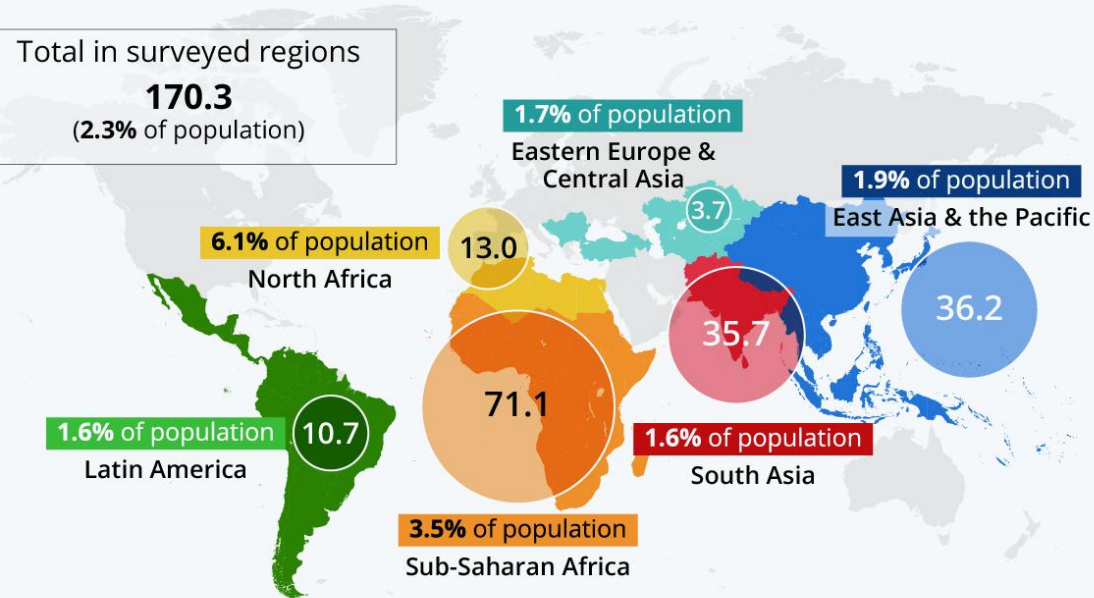 Total in surveyed regions
170.3
(2.3% of population)
1.7% of population
Eastern Europe &
Central Asia
3.7
1.9% of population
East Asia & the Pacific
36.2
6.1% of population
North Africa
13.0
35.7
1.6% of population
South Asia
71.1
3.5% of population
Sub-Saharan Africa
1.6% of population
Latin America
10.7